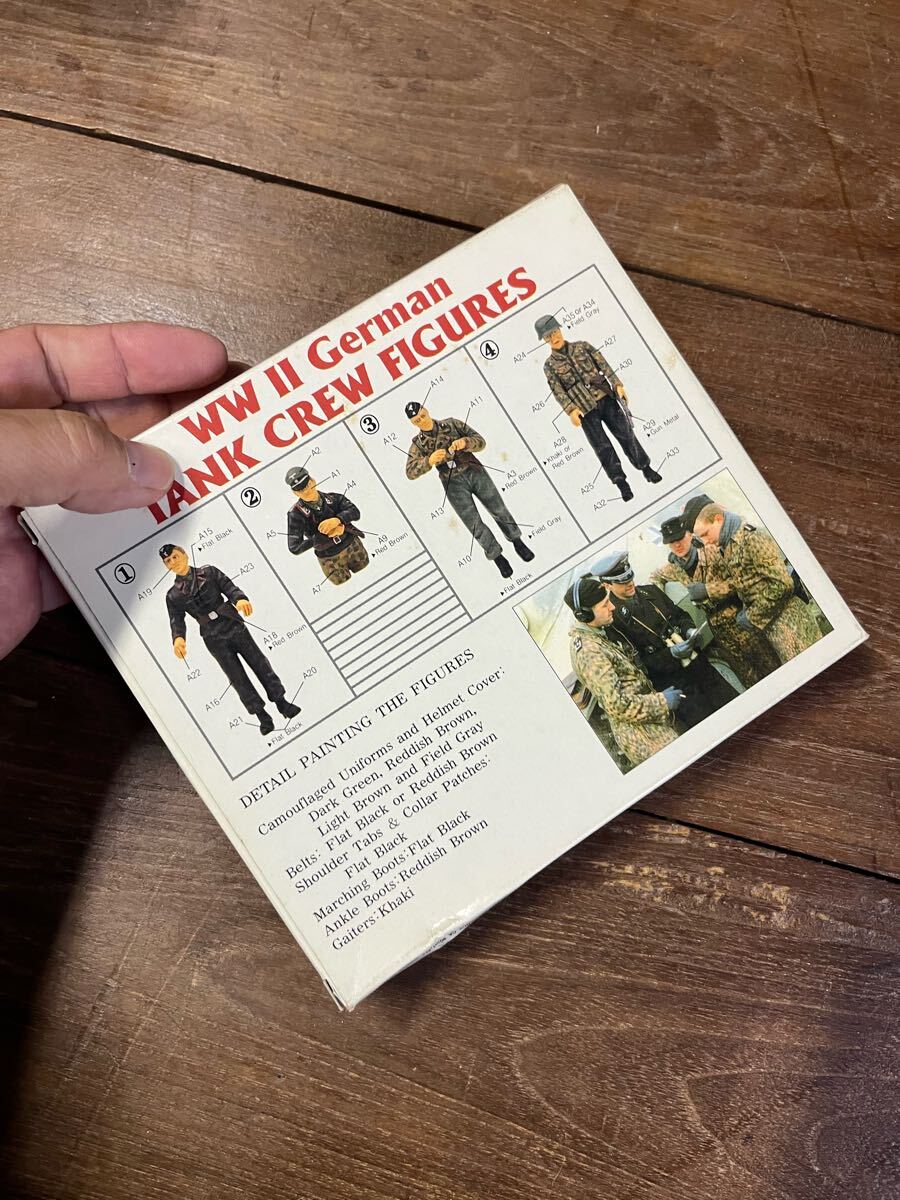 WW II German
TANK CREW FIGURES
①
A15
▶Flat Black
A19
A23
A18
▶Red Brown
A22
A16
A20
A21
▶Flat Black
②
A2
A1
A4
A5
A9
▶Red Brown
A7
③
A14
A11
A12
A3
▶Red Brown
A13
▶Field Gray
A10
▶Flat Black
④
A35 or A34
▶Field Gray
A24
A27
A30
A26
A29
▶Gun Metal
A28
▶Khaki or
Red Brown
A25
A33
A32
DETAIL PAINTING THE FIGURES
Camouflaged Uniforms and Helmet Cover:
Dark Green, Reddish Brown,
Light Brown and Field Gray
Belts: Flat Black or Reddish Brown
Shoulder Tabs & Collar Patches:
Flat Black
Marching Boots:Flat Black
Ankle Boots:Reddish Brown
Gaiters:Khaki